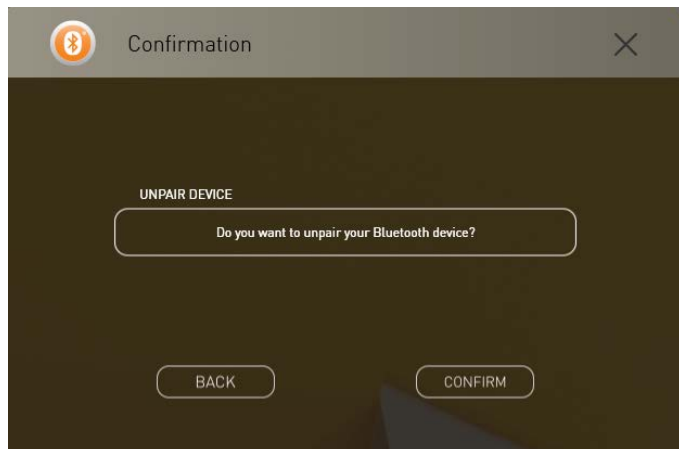 Confirmation
UNPAIR DEVICE
Do you want to unpair your Bluetooth device?
BACK
CONFIRM